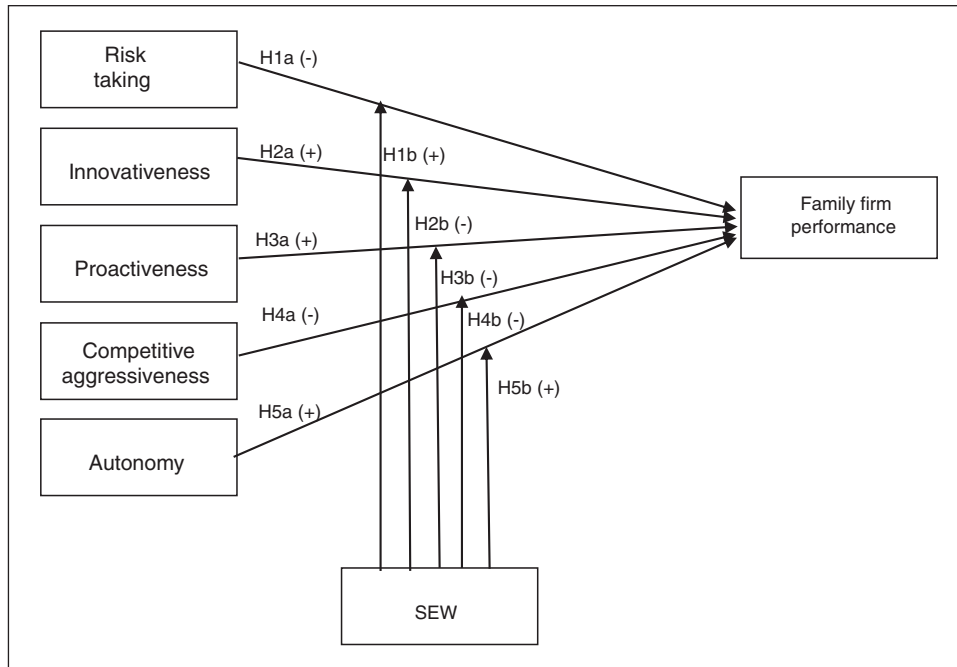 Risk
taking
H1a (-)
Innovativeness
H2a (+)
H1b (+)
Family firm
performance
H2b (-)
Proactiveness
H3a (+)
H3b (-)
Competitive
aggressiveness
H4a (-)
H4b (-)
H5b (+)
Autonomy
H5a (+)
SEW